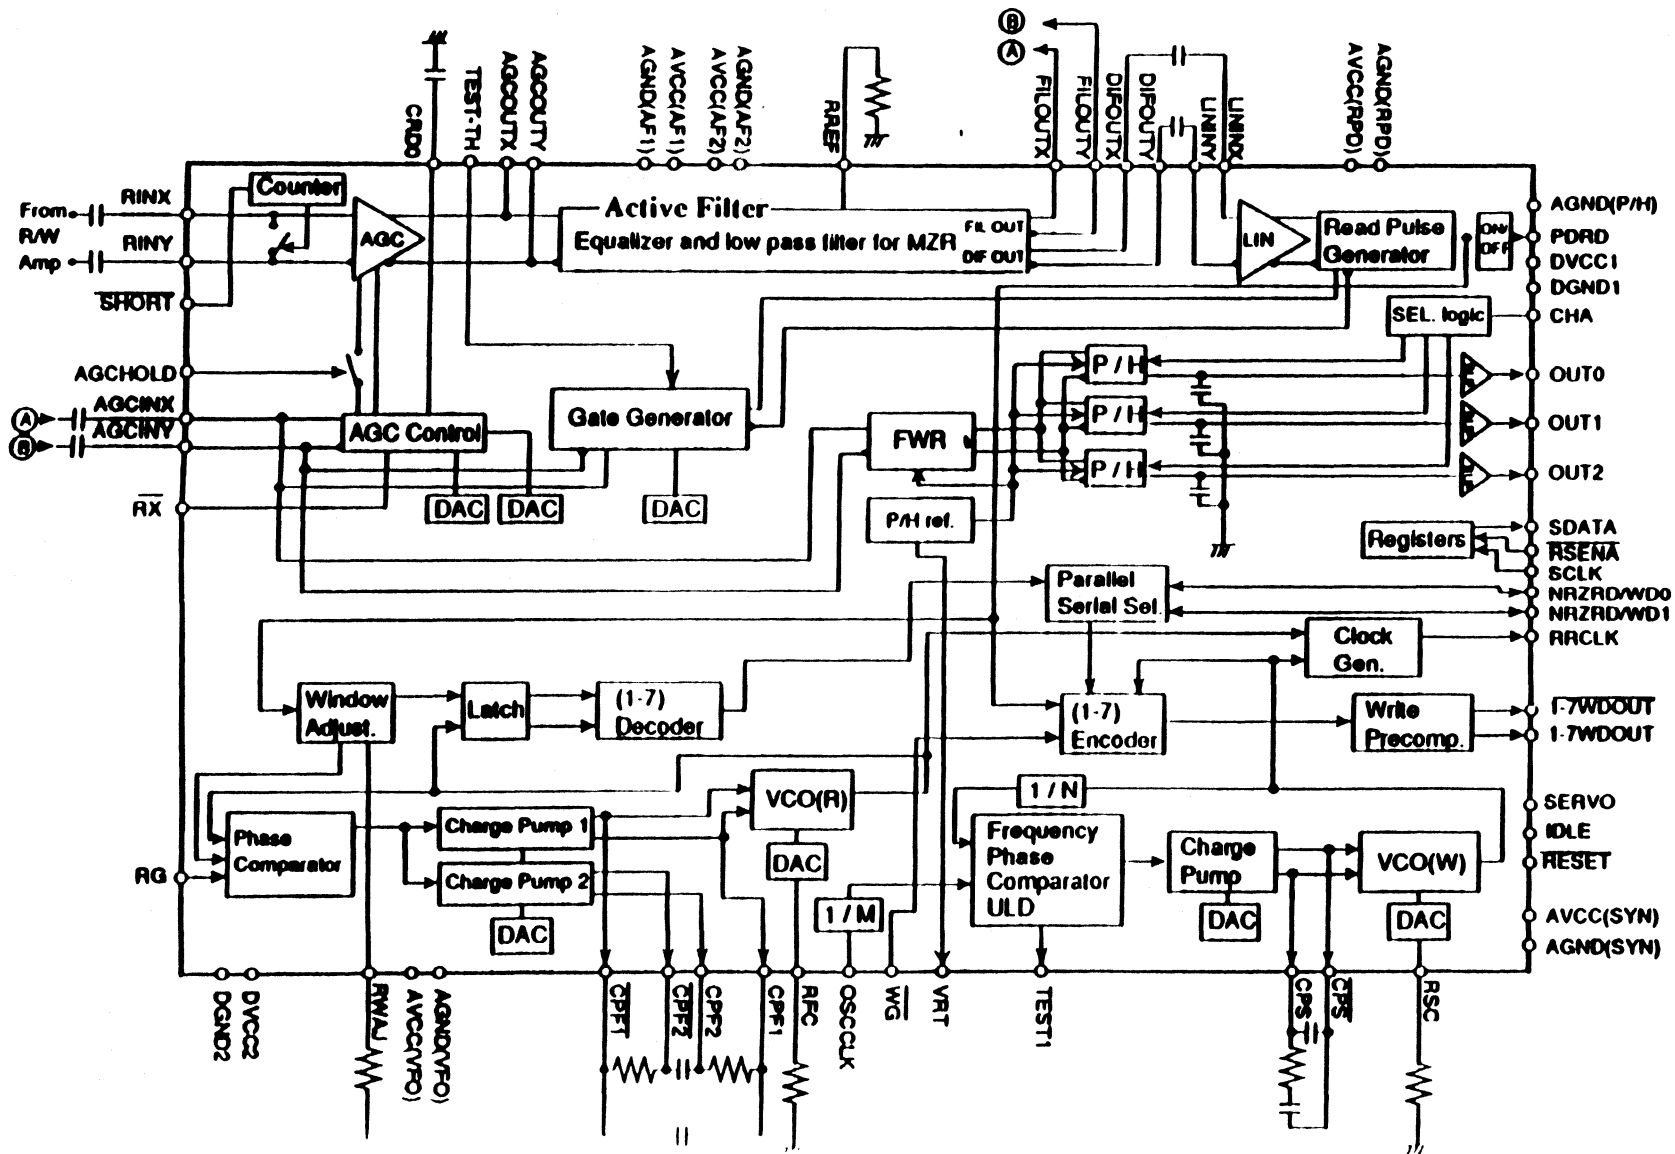 B
A
CRD0
TEST-TH
AGCOUTX
AGCOUTY
AGND(AF1)
AVCC(AF1)
AVCC(AF2)
AGND(AF2)
RREF
FILOUTX
FILOUTY
DIFOUTX
DIFOUTY
LININY
LININX
AVCC(RPD)
AGND(RPD)
From
R/W
Amp
RINX
RINY
SHORT
AGCHOLD
A
AGCINX
B
AGCINY
RX
RG
Counter
AGC
Active Filter
Equalizer and low pass filter for MZR
FIL OUT
DIF OUT
LIN
Read Pulse
Generator
ON/
OFF
SEL. logic
P / H
P / H
P / H
AGC Control
DAC
DAC
Gate Generator
DAC
FWR
P/H ref.
Registers
Parallel
Serial Sel.
Clock
Gen.
Window
Adjust.
Latch
(1-7)
Decoder
(1-7)
Encoder
Write
Precomp.
VCO(R)
DAC
1 / N
Phase
Comparator
Charge Pump 1
Charge Pump 2
DAC
1 / M
Frequency
Phase
Comparator
ULD
Charge
Pump
DAC
VCO(W)
DAC
AGND(P/H)
PDRD
DVCC1
DGND1
CHA
OUT0
OUT1
OUT2
SDATA
RSENA
SCLK
NRZRD/WD0
NRZRD/WD1
RRCLK
1-7WDOUT
1-7WDOUT
SERVO
IDLE
RESET
AVCC(SYN)
AGND(SYN)
DGND2
DVCC2
RWAJ
AVCC(VFO)
AGND(VFO)
CPF1
CPF2
CPF2
CPF1
RFC
OSCCLK
WG
VRT
TEST1
CPS
CPS
RSC